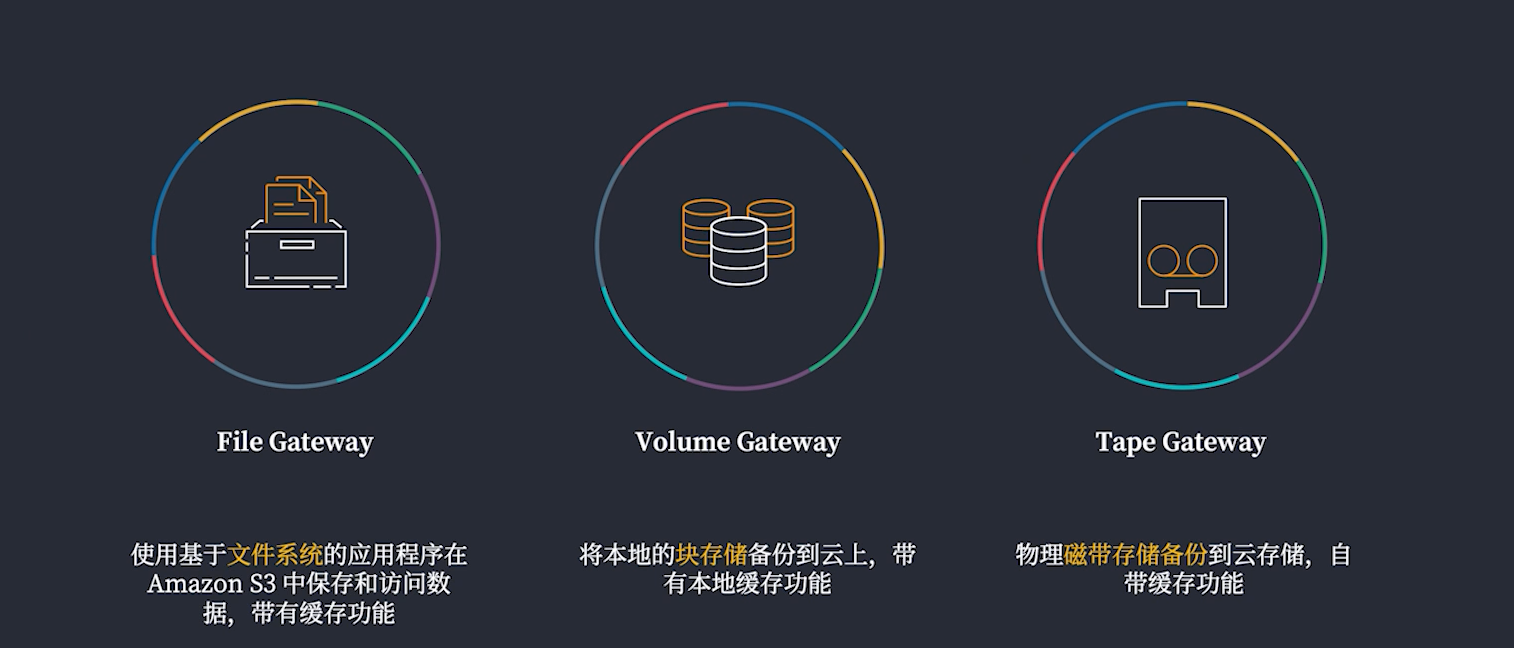 File Gateway
Volume Gateway
Tape Gateway
使用基于文件系统的应用程序在
Amazon S3 中保存和访问数
据，带有缓存功能
将本地的块存储备份到云上，带
有本地缓存功能
物理磁带存储备份到云存储，自
带缓存功能